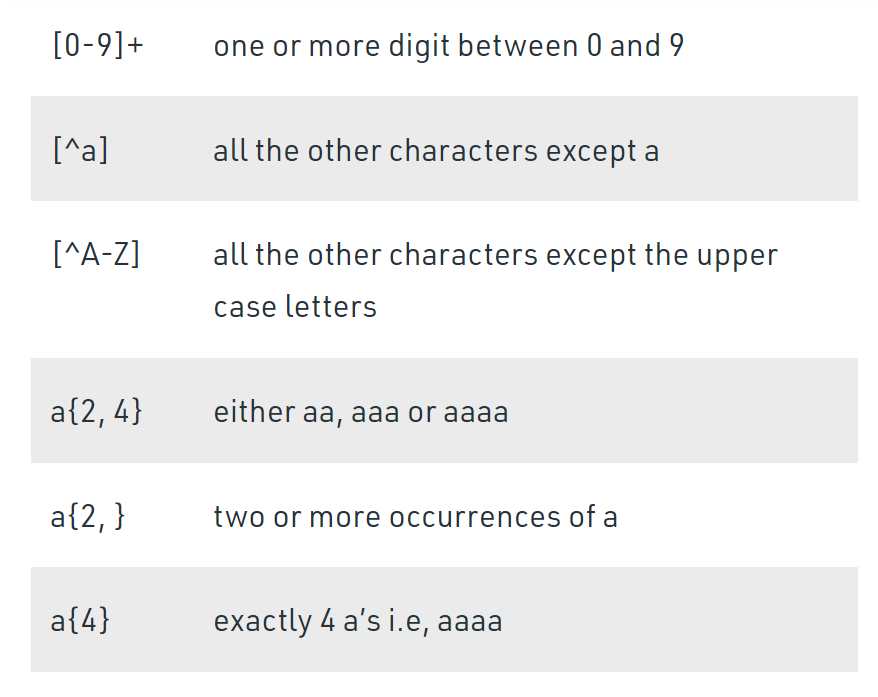 [0-9]+ one or more digit between 0 and 9
[^a] all the other characters except a
[^A-Z] all the other characters except the upper
case letters
a{2, 4} either aa, aaa or aaaa
a{2, } two or more occurrences of a
a{4} exactly 4 a's i.e, aaaa